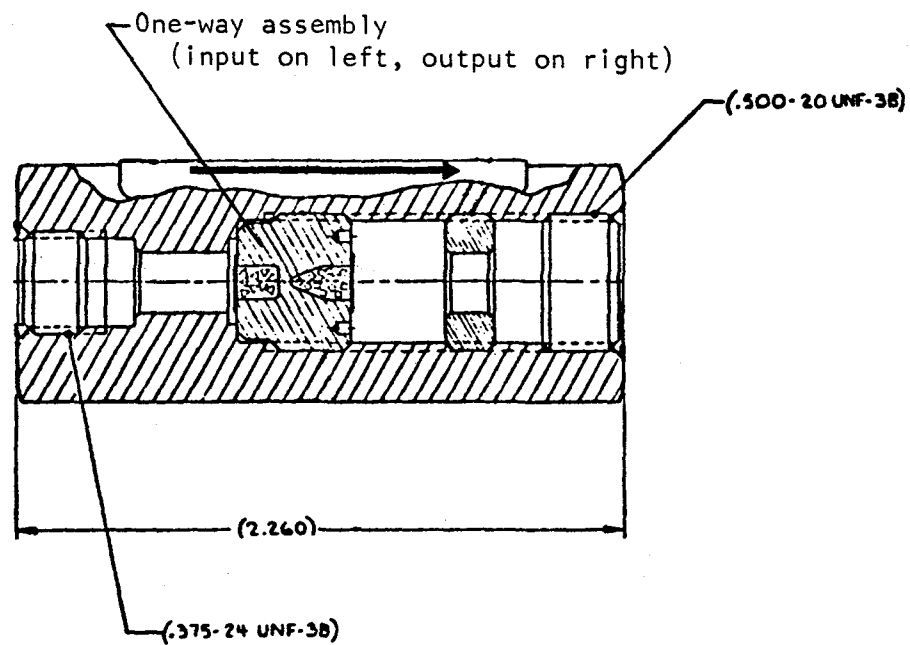 One-way assembly
(input on left, output on right)
(.500-20 UNF-3B)
(2.260)
(.375-24 UNF-3B)